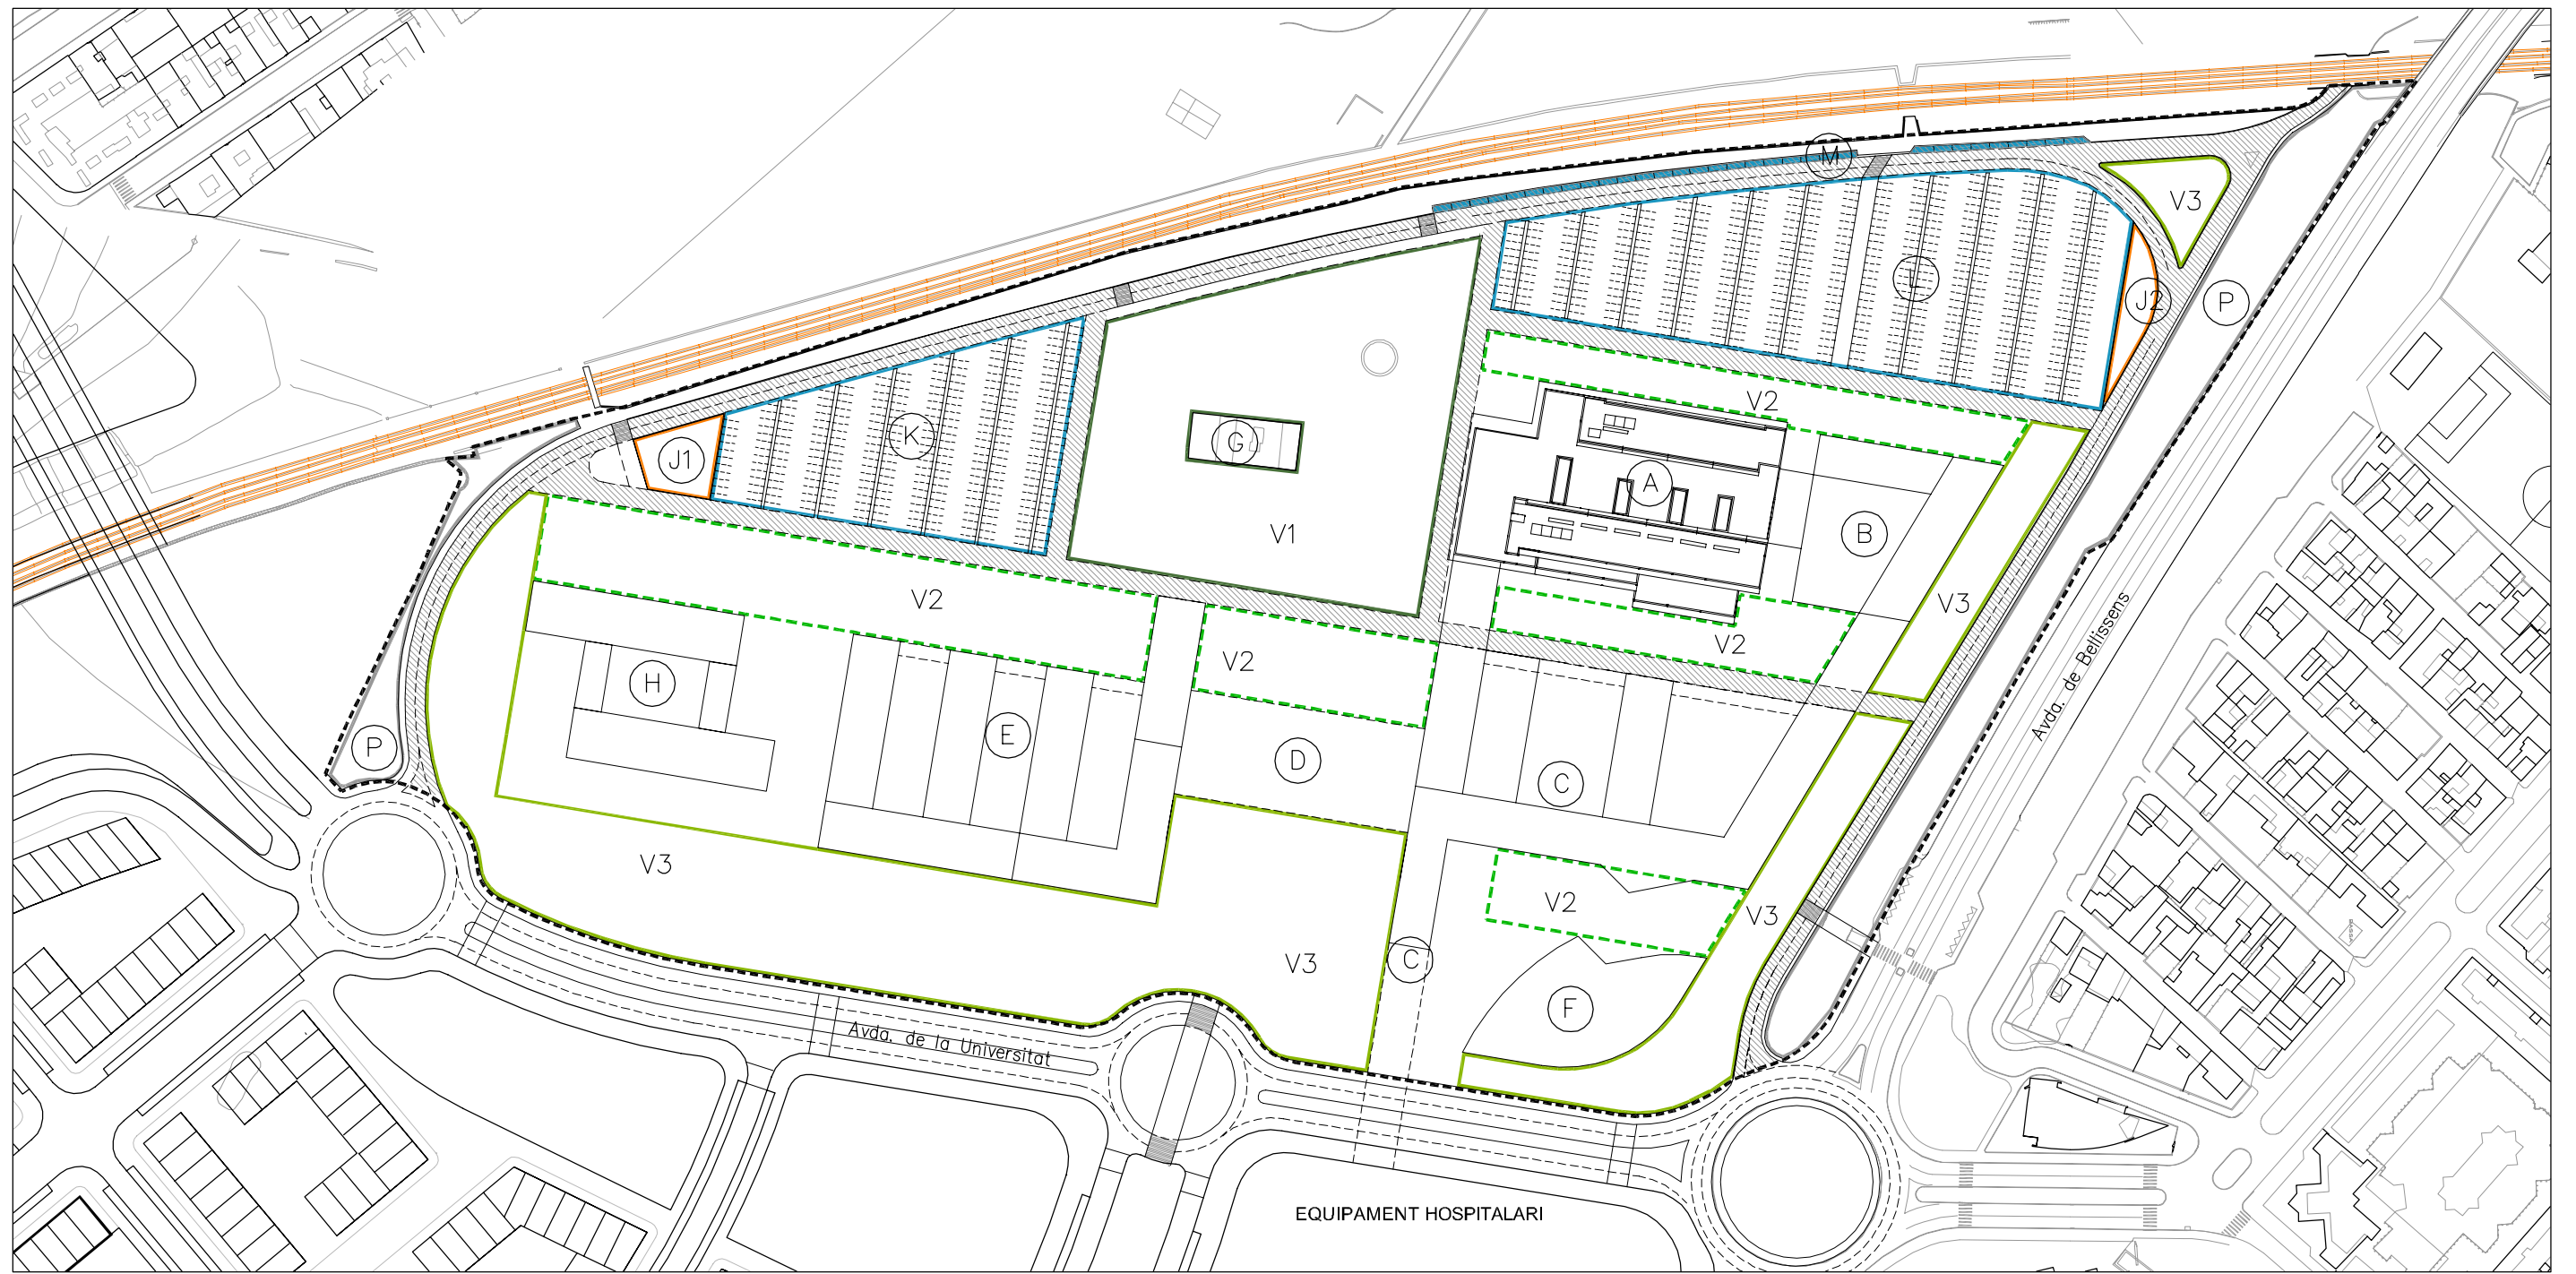 M
V3
L
J2
P
V2
K
G
J1
A
V1
B
V2
V3
V2
V2
H
E
D
P
C
V3
V2
V3
V3
C
F
Avda. de Bellissens
Avda. de la Universitat
EQUIPAMENT HOSPITALARI